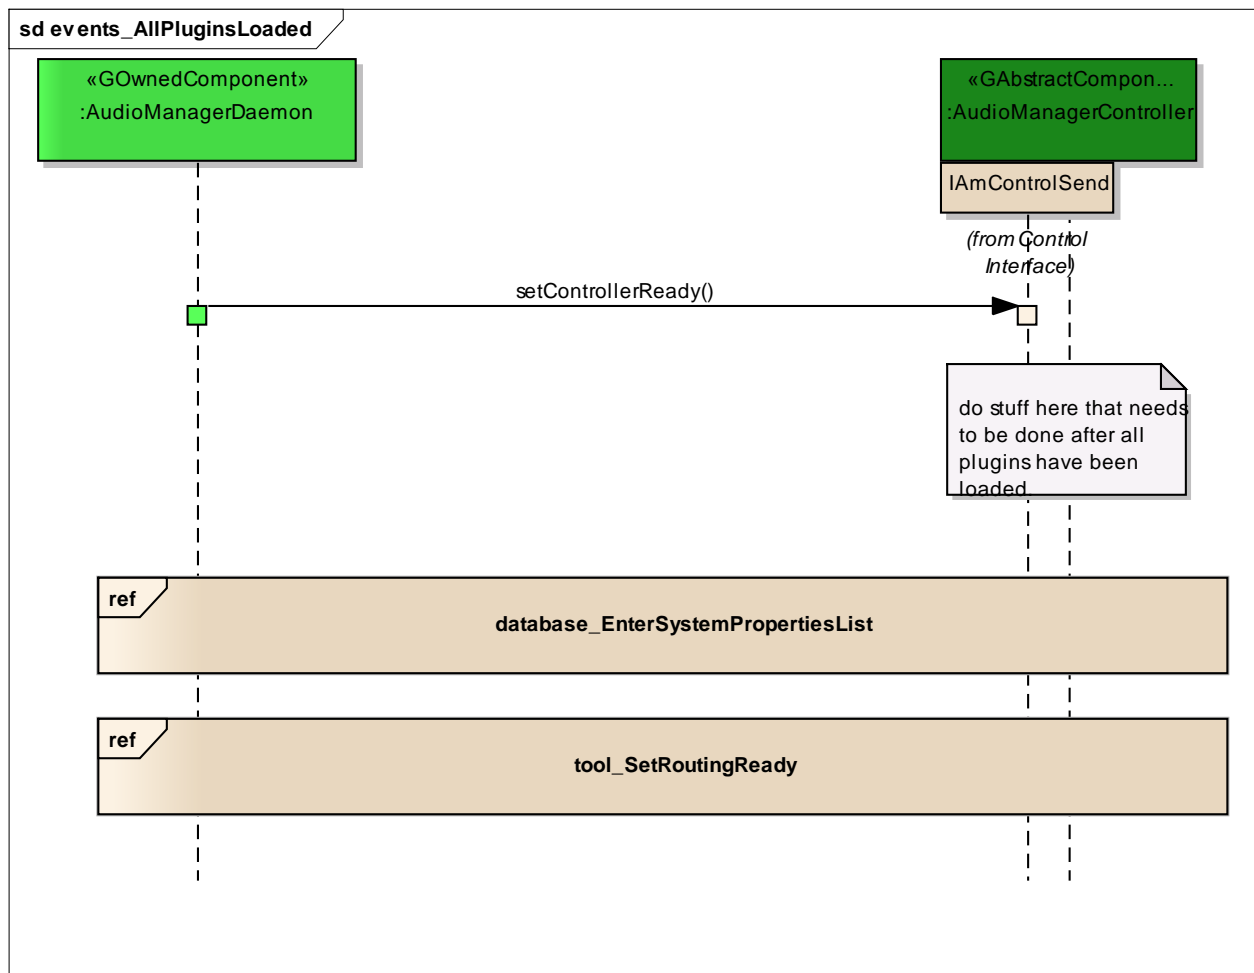 sd events_AllPluginsLoaded
«GOwnedComponent»
:AudioManagerDaemon
«GAbstractCompon...
:AudioManagerController
IAmControlSend
(from Control
Interface)
setControllerReady()
do stuff here that needs
to be done after all
plugins have been
loaded.
ref
database_EnterSystemPropertiesList
ref
tool_SetRoutingReady